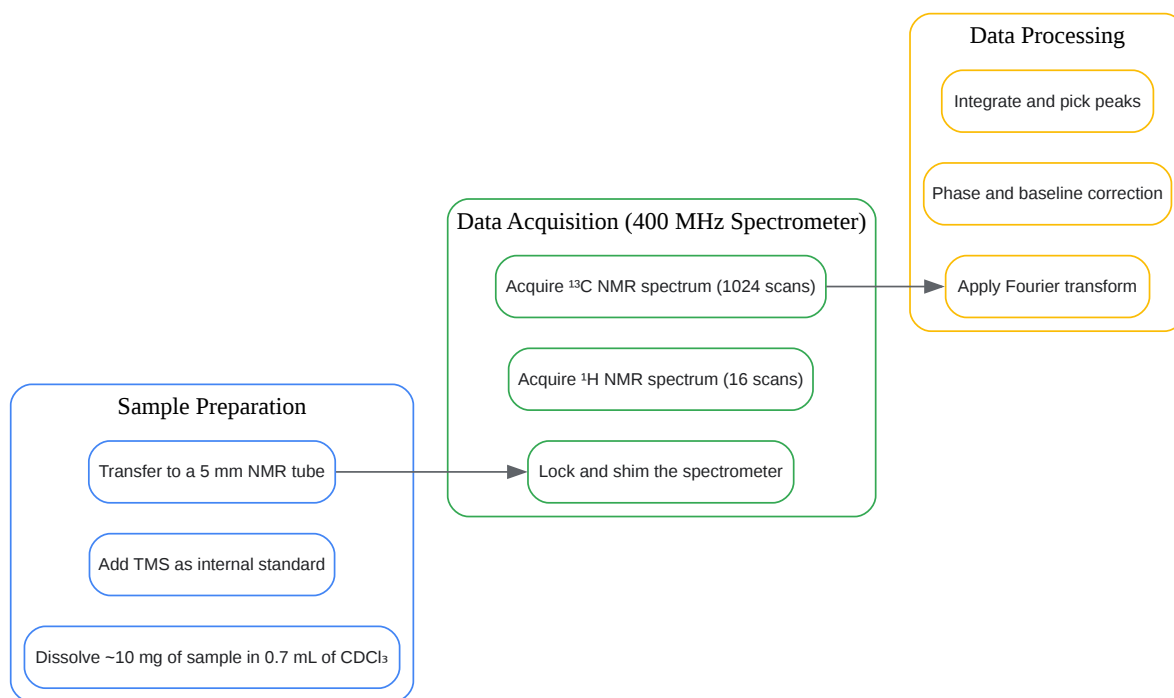 Data Processing
Integrate and pick peaks
Phase and baseline correction
Apply Fourier transform
Data Acquisition (400 MHz Spectrometer)
Acquire ¹³C NMR spectrum (1024 scans)
Acquire ¹H NMR spectrum (16 scans)
Lock and shim the spectrometer
Sample Preparation
Transfer to a 5 mm NMR tube
Add TMS as internal standard
Dissolve ~10 mg of sample in 0.7 mL of CDCl₃